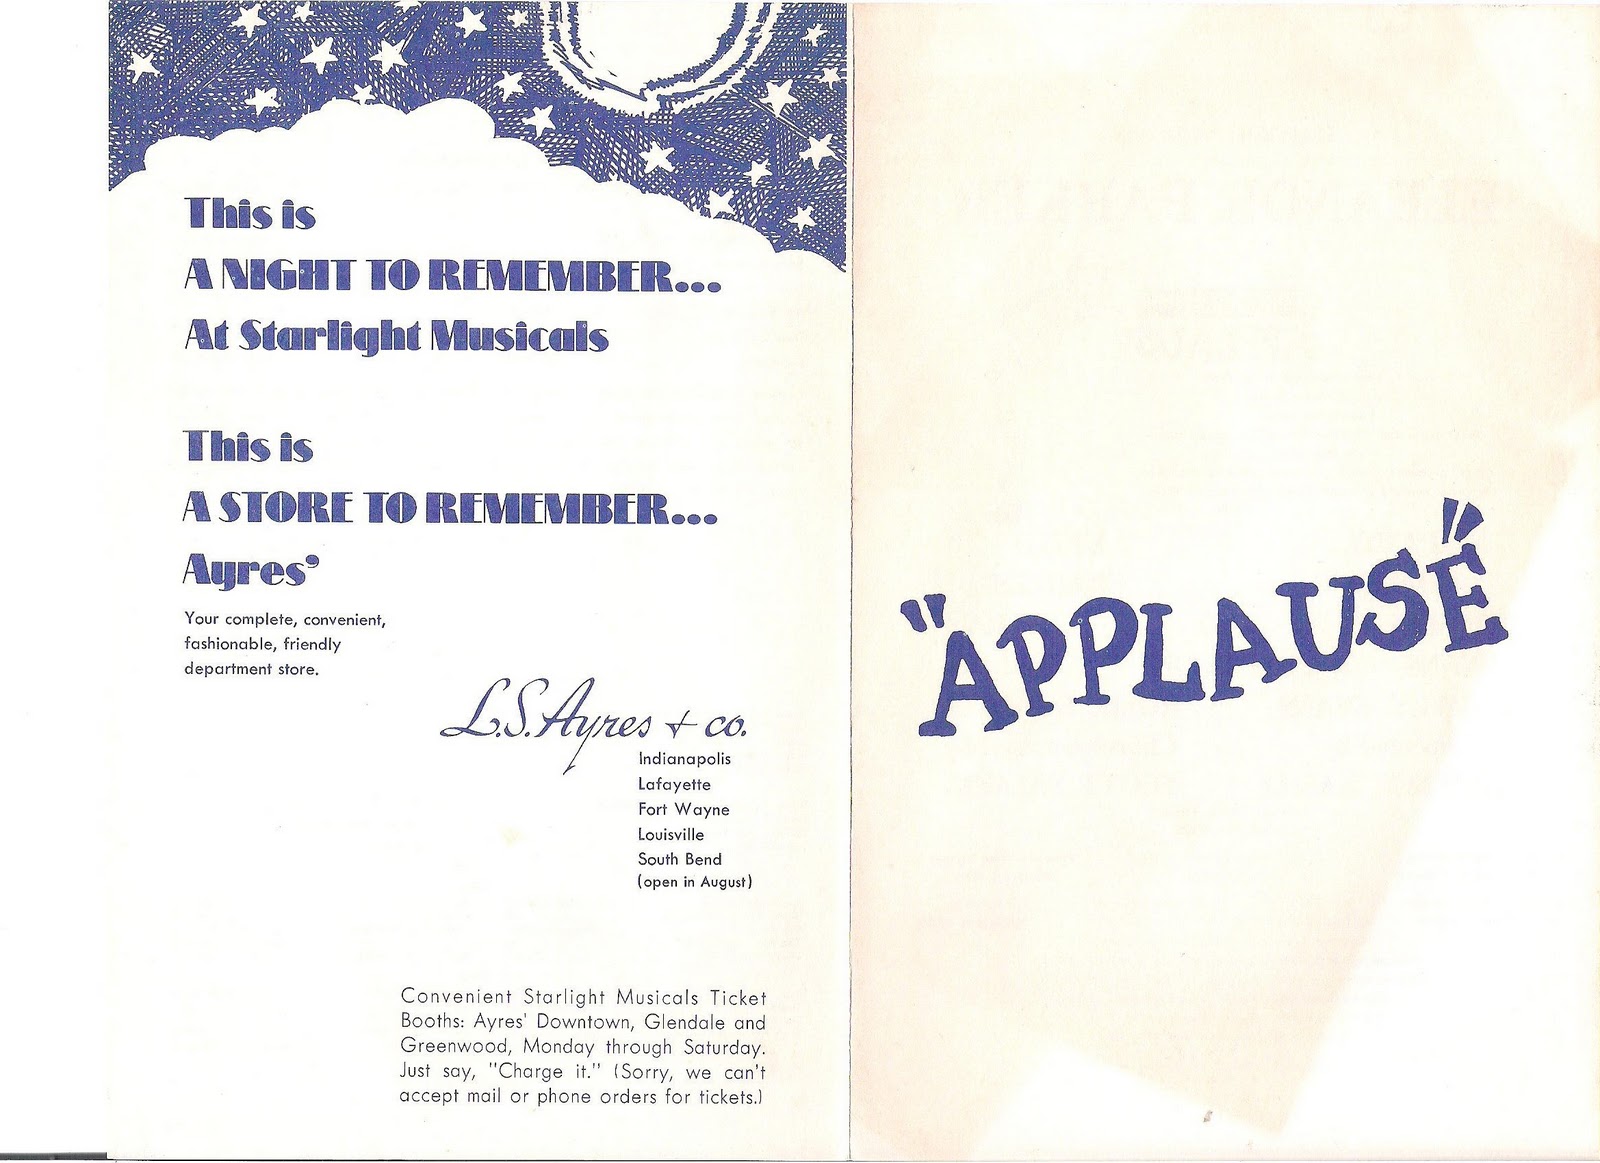 This is
A NIGHT TO REMEMBER...
At Starlight Musicals
This is
A STORE TO REMEMBER...
Ayres'
Your complete, convenient,
fashionable, friendly
department store.
L.S. Ayres + co.
Indianapolis
Lafayette
Fort Wayne
Louisville
South Bend
(open in August)
Convenient Starlight Musicals Ticket
Booths: Ayres' Downtown, Glendale and
Greenwood, Monday through Saturday.
Just say, "Charge it." (Sorry, we can't
accept mail or phone orders for tickets.)
"APPLAUSE"